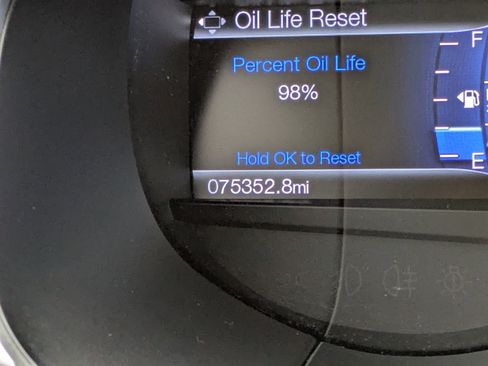 Oil Life Reset
Percent Oil Life
98%
Hold OK to Reset
075352.8mi
F
E